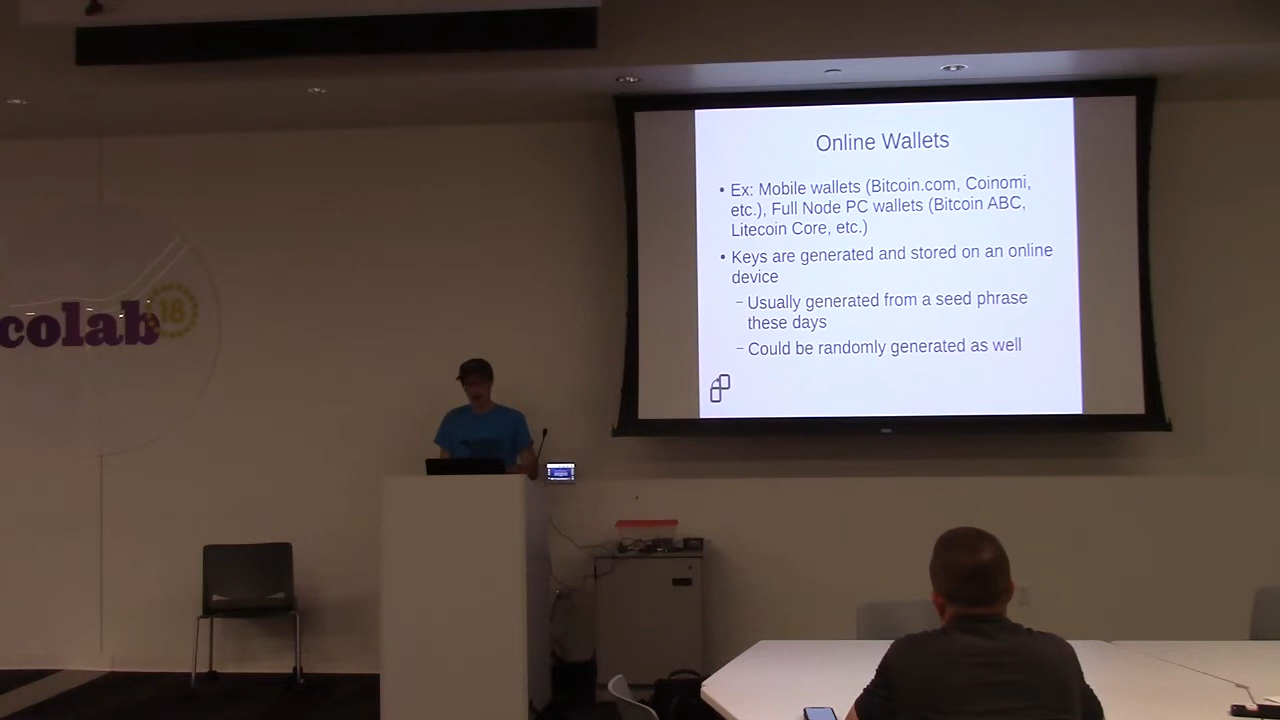 Online Wallets
• Ex: Mobile wallets (Bitcoin.com, Coinomi,
etc.), Full Node PC wallets (Bitcoin ABC,
Litecoin Core, etc.)
• Keys are generated and stored on an online
device
– Usually generated from a seed phrase
these days
– Could be randomly generated as well
colab
18